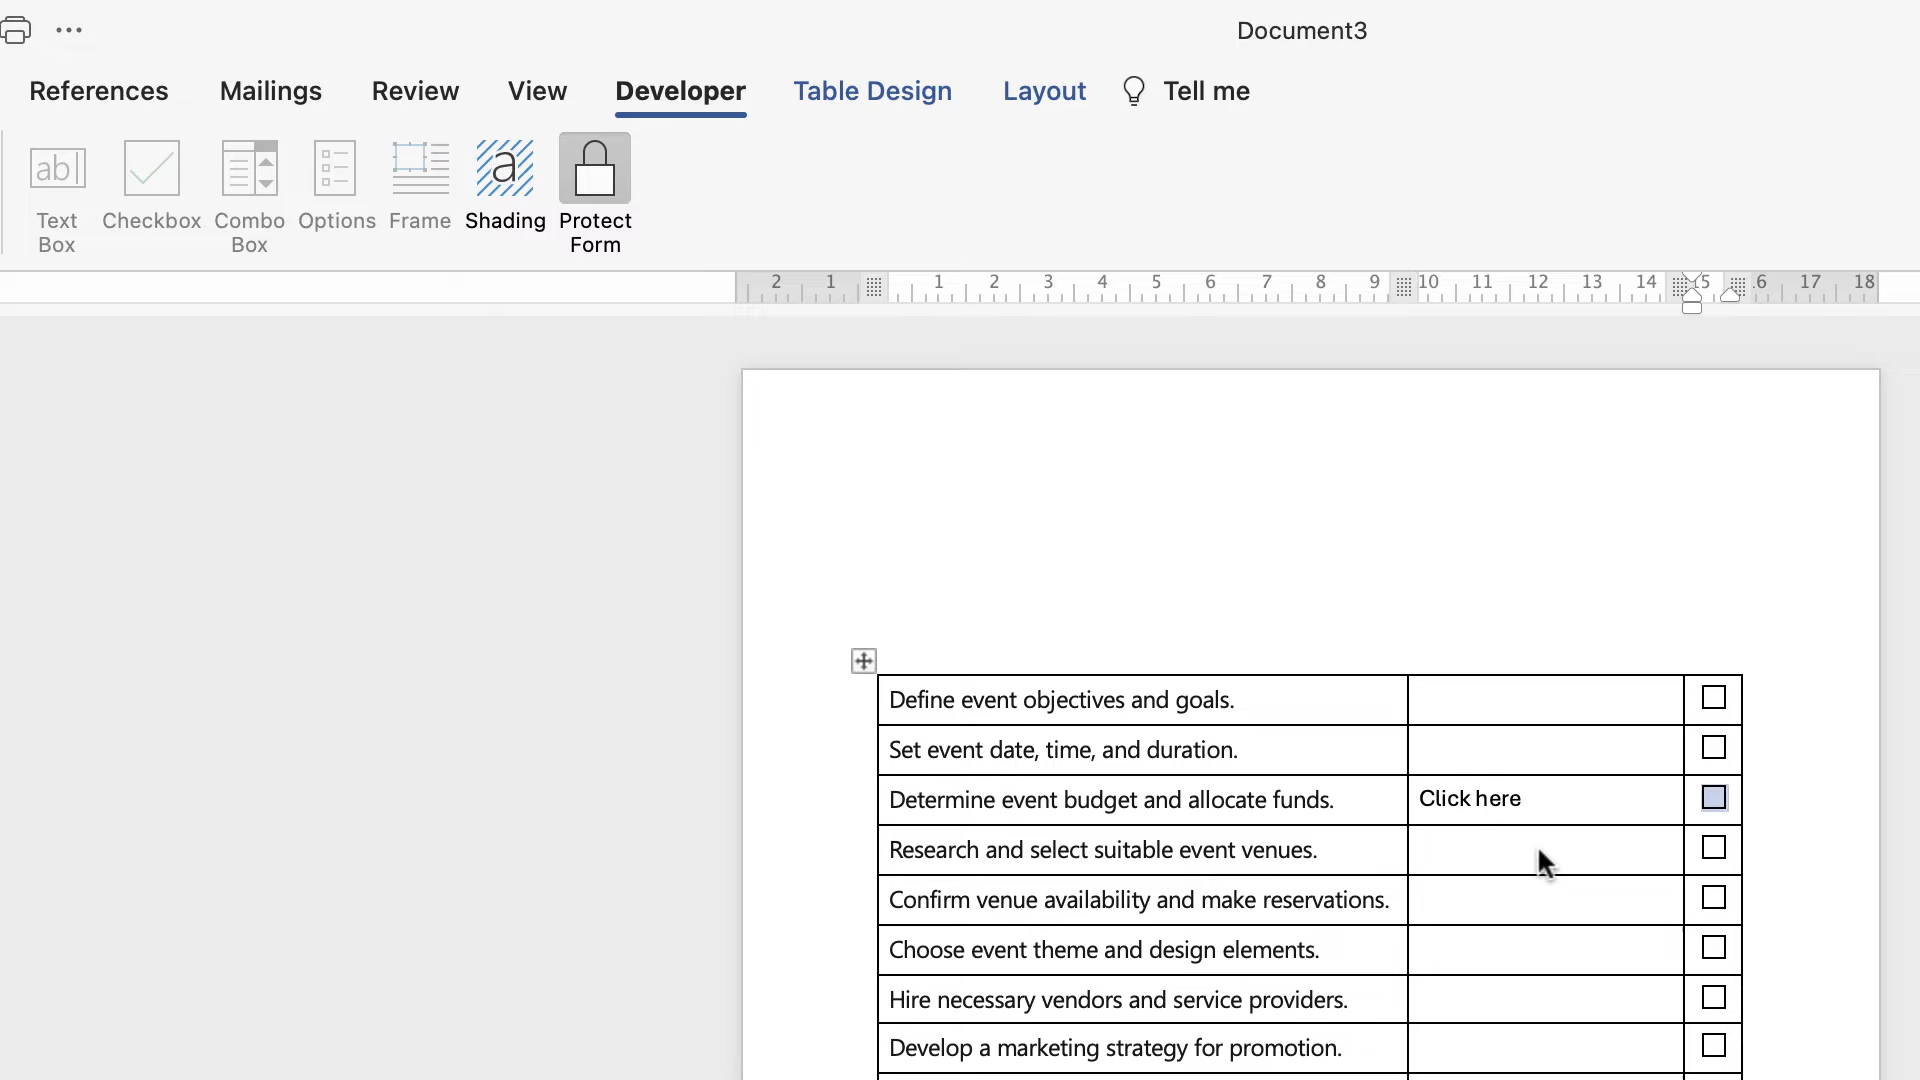 Document3
References Mailings Review View Developer Table Design Layout Tell me
ab| a
Text Box Checkbox Combo Box Options Frame Shading Protect Form
2 1 1 2 3 4 5 6 7 8 9 10 11 12 13 14 15 16 17 18
Define event objectives and goals.
Set event date, time, and duration.
Determine event budget and allocate funds. Click here
Research and select suitable event venues.
Confirm venue availability and make reservations.
Choose event theme and design elements.
Hire necessary vendors and service providers.
Develop a marketing strategy for promotion.